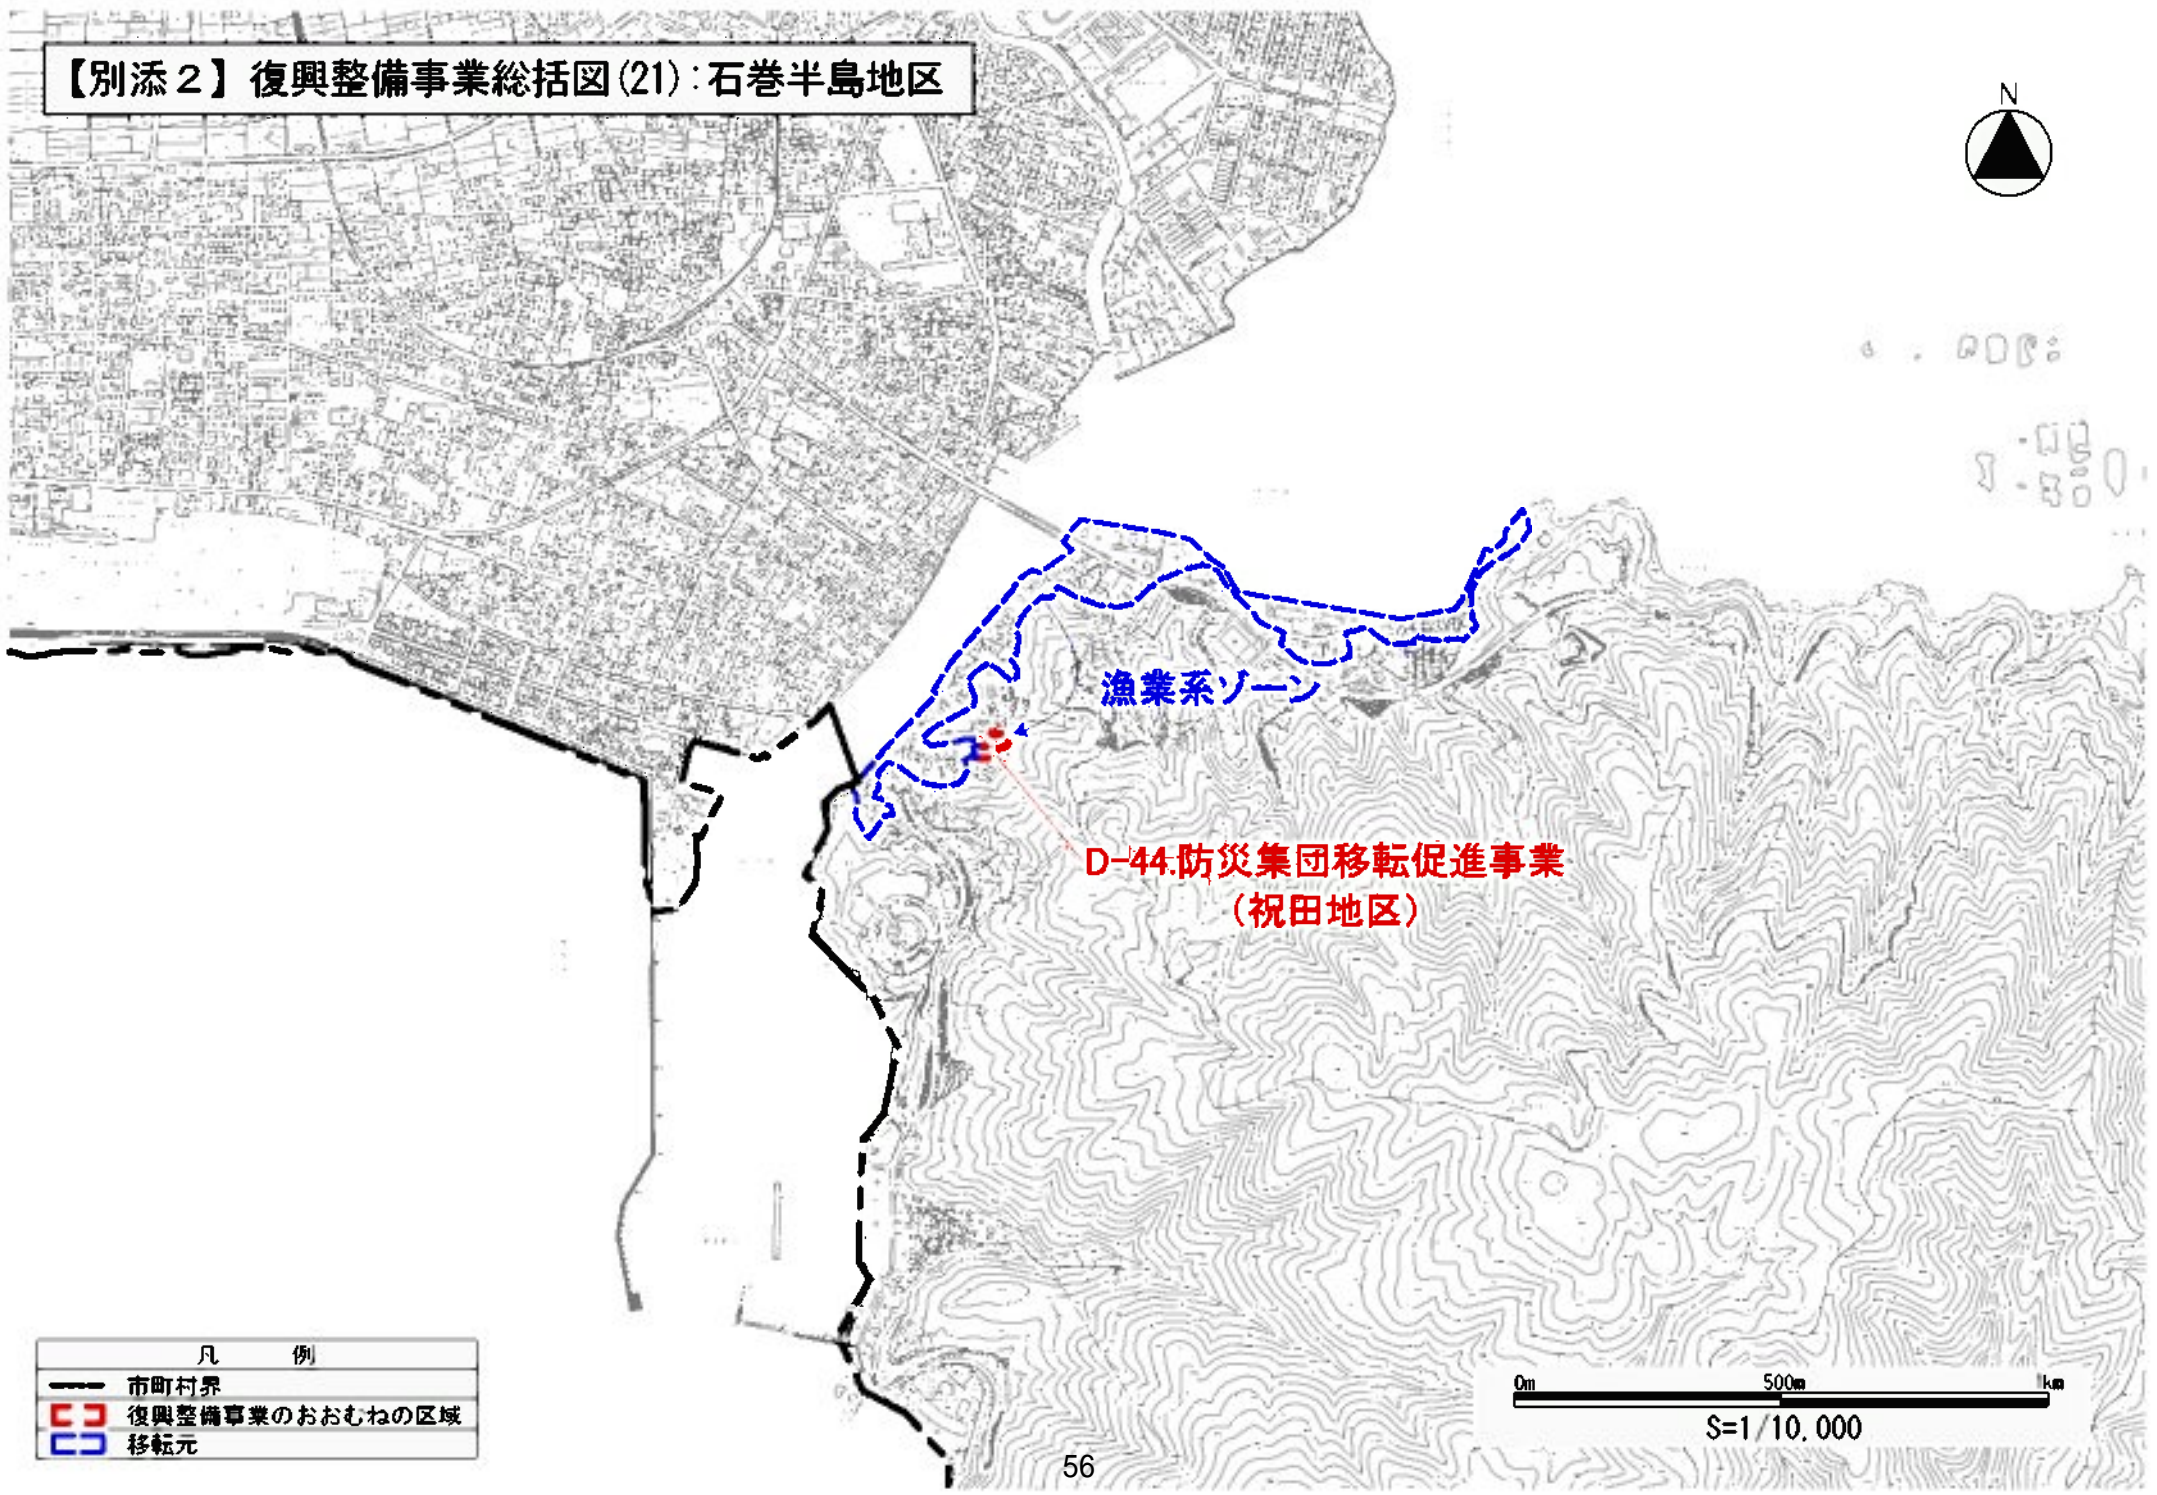 【別添２】復興整備事業総括図(21):石巻半島地区
N
漁業系ゾーン
D-44.防災集団移転促進事業
(祝田地区)
凡 例
市町村界
復興整備事業のおおむねの区域
移転元
0m 500m 1km
S=1/10,000
56